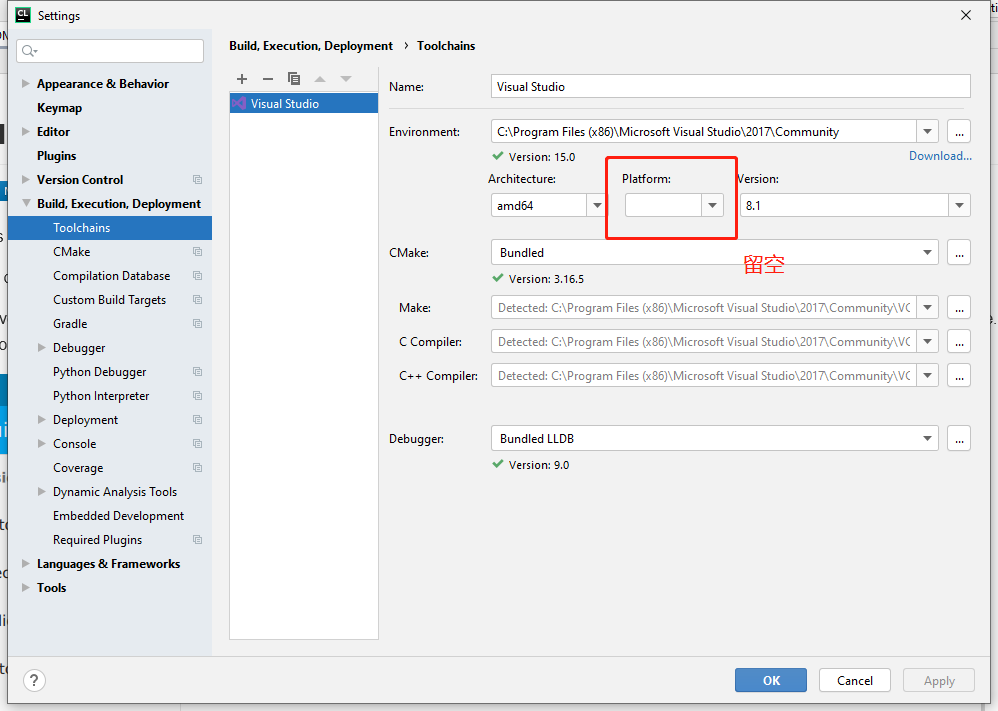 CL Settings
Build, Execution, Deployment › Toolchains
Appearance & Behavior
Keymap
Editor
Plugins
Version Control
Build, Execution, Deployment
Toolchains
CMake
Compilation Database
Custom Build Targets
Gradle
Debugger
Python Debugger
Python Interpreter
Deployment
Console
Coverage
Dynamic Analysis Tools
Embedded Development
Required Plugins
Languages & Frameworks
Tools
Visual Studio
Name: Visual Studio
Environment: C:\Program Files (x86)\Microsoft Visual Studio\2017\Community ...
Version: 15.0 Download...
Architecture: Platform: Version:
amd64 8.1
CMake: Bundled ...
留空
Version: 3.16.5
Make: Detected: C:\Program Files (x86)\Microsoft Visual Studio\2017\Community\VC ...
C Compiler: Detected: C:\Program Files (x86)\Microsoft Visual Studio\2017\Community\VC ...
C++ Compiler: Detected: C:\Program Files (x86)\Microsoft Visual Studio\2017\Community\VC ...
Debugger: Bundled LLDB ...
Version: 9.0
? OK Cancel Apply